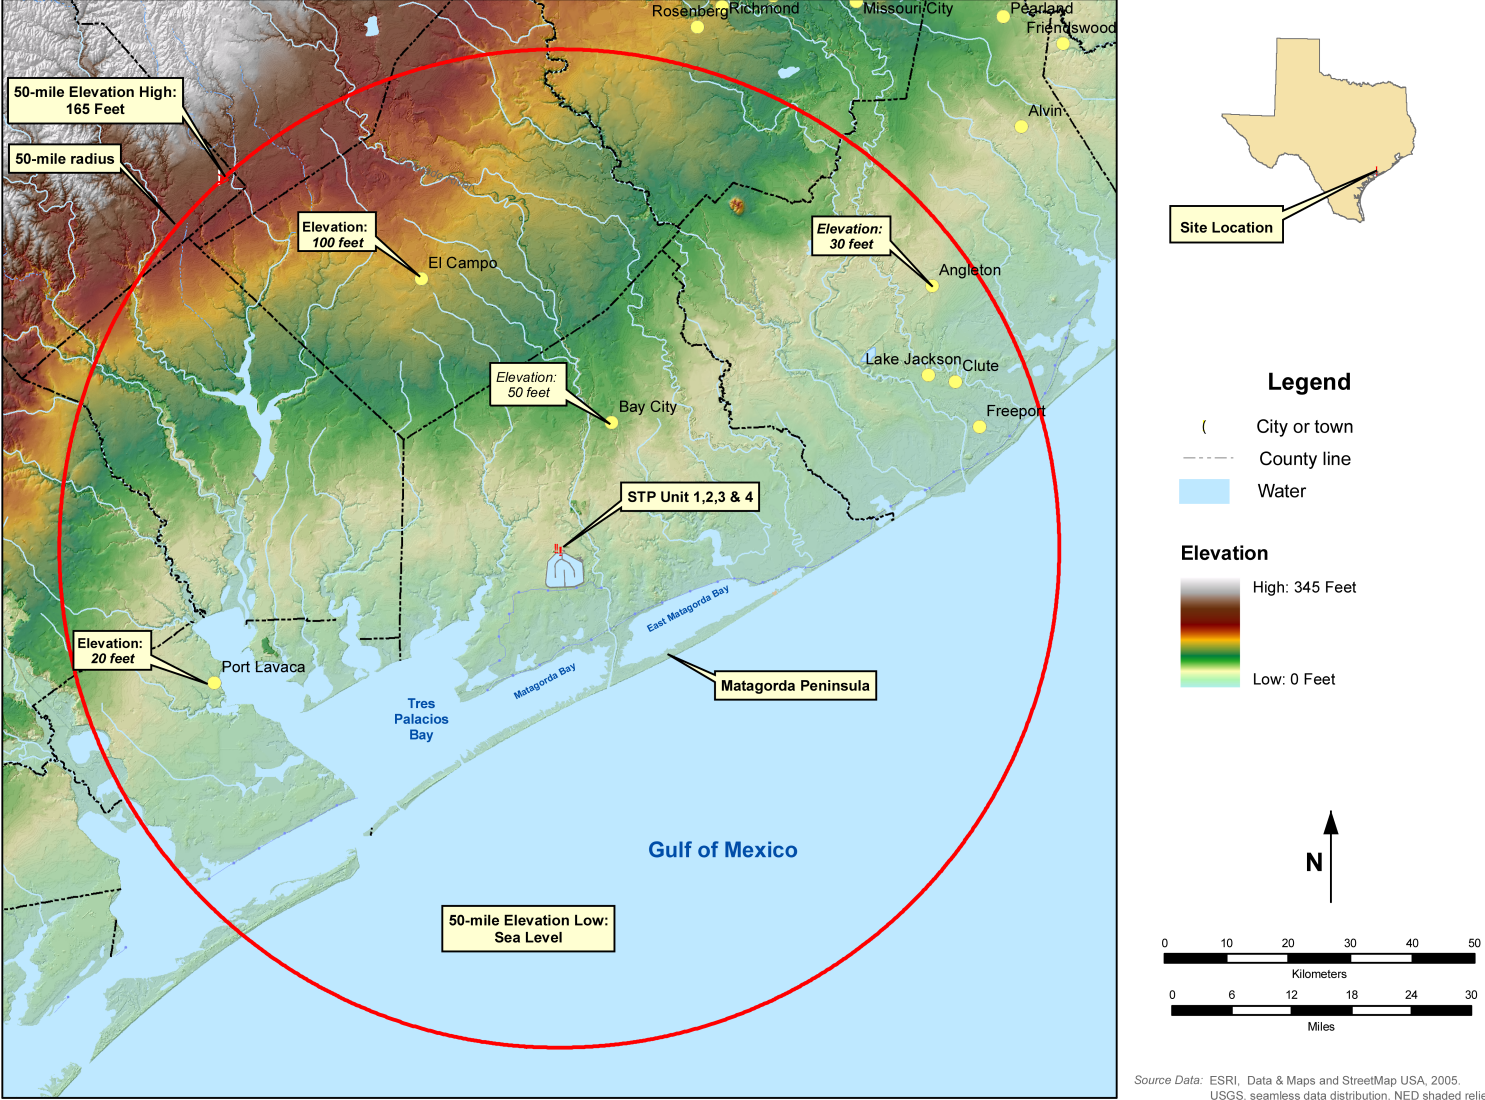 Rosenberg
Richmond
Missouri City
Pearland
Friendswood
50-mile Elevation High:
165 Feet
Alvin
50-mile radius
Elevation:
100 feet
El Campo
Elevation:
30 feet
Angleton
Lake Jackson
Clute
Elevation:
50 feet
Bay City
Freeport
STP Unit 1,2,3 & 4
East Matagorda Bay
Elevation:
20 feet
Port Lavaca
Matagorda Bay
Matagorda Peninsula
Tres
Palacios
Bay
Gulf of Mexico
50-mile Elevation Low:
Sea Level
Site Location
Legend
( City or town
County line
Water
Elevation
High: 345 Feet
Low: 0 Feet
N
0 10 20 30 40 50
Kilometers
0 6 12 18 24 30
Miles
Source Data: ESRI, Data & Maps and StreetMap USA, 2005.
USGS, seamless data distribution, NED shaded relie